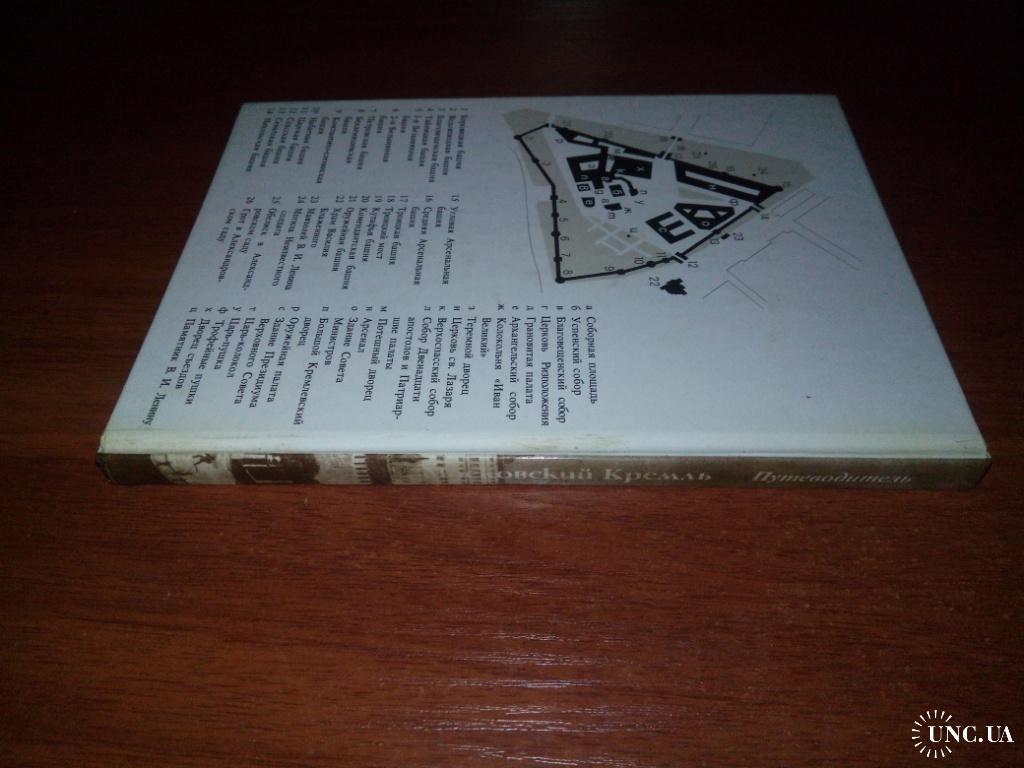 1 Боровицкая башня
2 Водовзводная башня
3 Благовещенская башня
4 Тайницкая башня
5 1-я Безымянная
башня
6 2-я Безымянная
башня
7 Петровская башня
8 Беклемишевская
башня
9 Константино-еленинская
башня
10 Набатная башня
11 Царская башня
12 Спасская башня
13 Сенатская башня
14 Никольская башня
15 Угловая Арсенальная
башня
16 Средняя Арсенальная
башня
17 Троицкая башня
18 Троицкий мост
19 Кутафья башня
20 Комендантская башня
21 Оружейная башня
22 Храм Василия
Блаженного
23 Мавзолей В. И. Ленина
24 Могила Неизвестного
солдата
25 Обелиск в Александ-
ровском саду
26 Грот в Александров-
ском саду
а Соборная площадь
б Успенский собор
в Благовещенский собор
г Церковь Ризположения
д Грановитая палата
е Архангельский собор
ж Колокольня «Иван
Великий»
з Теремной дворец
и Церковь св. Лазаря
к Верхоспасский собор
л Собор Двенадцати
апостолов и Патриар-
шие палаты
м Потешный дворец
н Арсенал
о Здание Совета
Министров
п Большой Кремлевский
дворец
р Оружейная палата
с Здание Президиума
Верховного Совета
т Царь-колокол
у Царь-пушка
ф Трофейные пушки
х Дворец съездов
ц Памятник В. И. Ленину
овский Кремль Путеводитель
UNC.UA